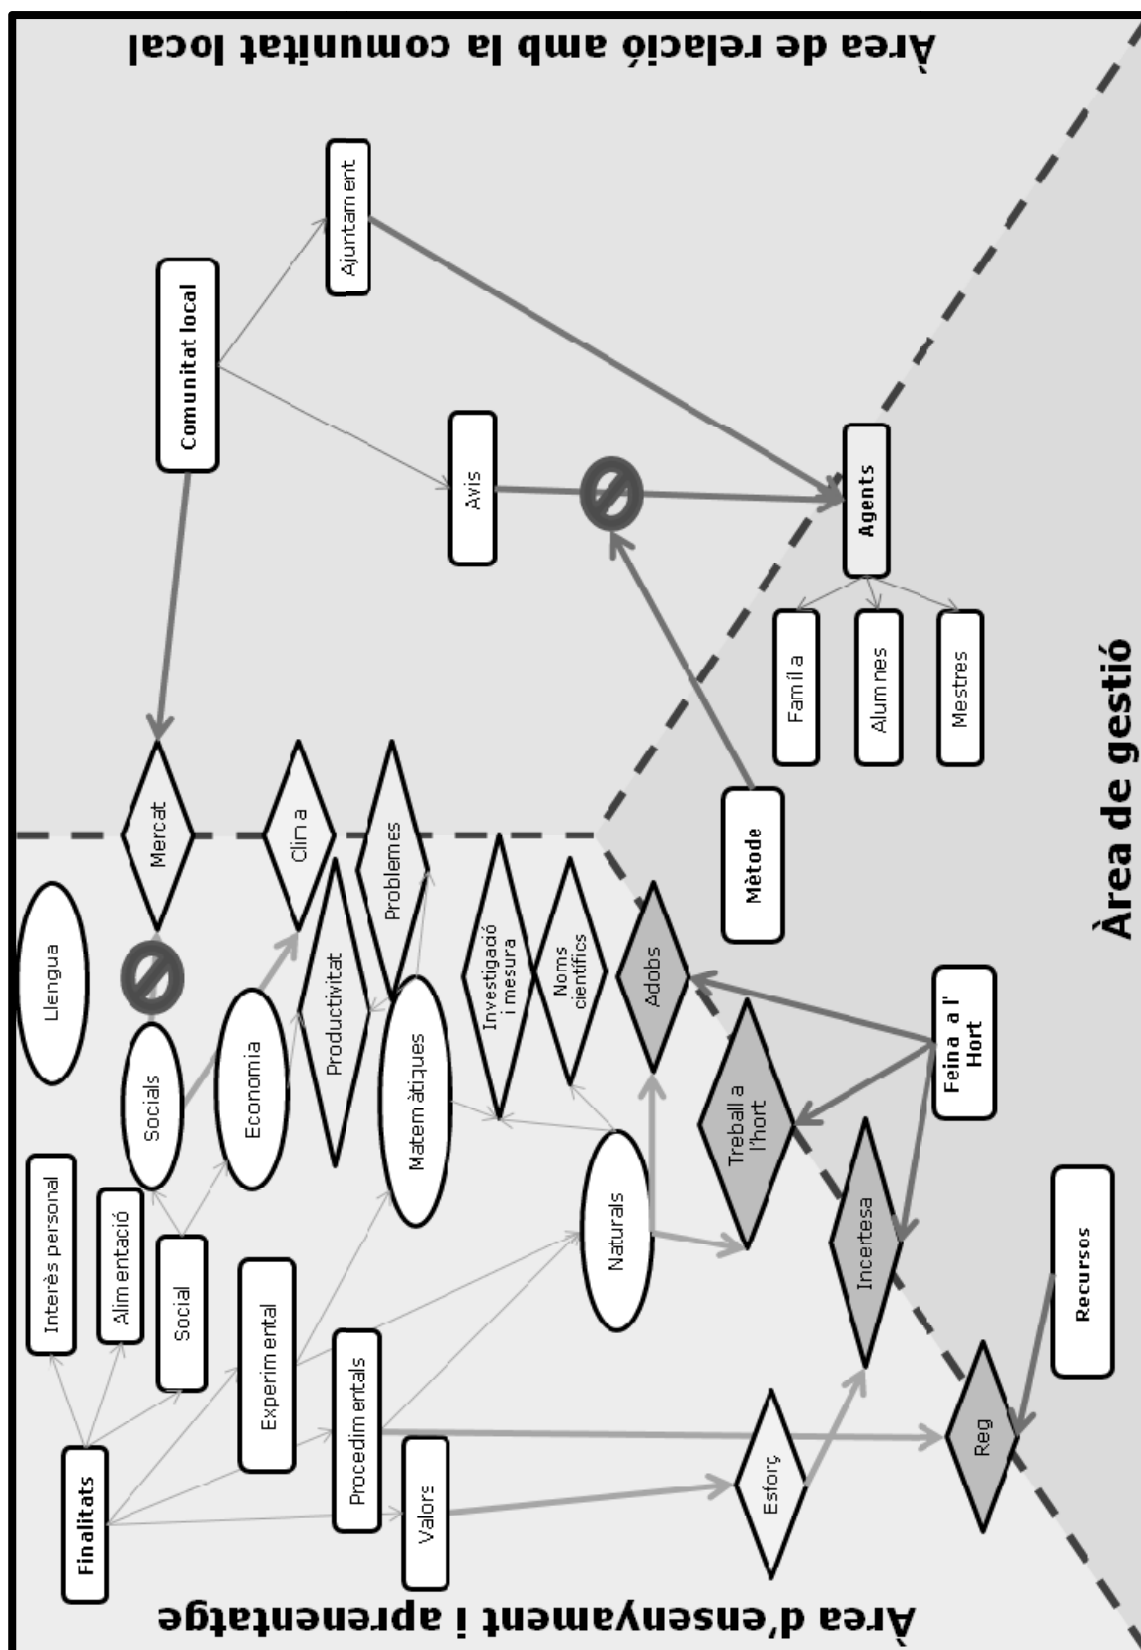 Àrea d'ensenyament i aprenentatge
Àrea de relació amb la comunitat local
Àrea de gestió
Finalitats
Interès personal
Alimentació
Social
Experimental
Procedimentals
Valors
Llengua
Socials
Economia
Matemàtiques
Naturals
Mercat
Clima
Productivitat
Problemes
Investigació
i mesura
Noms
científics
Adobs
Treball a
l'hort
Incertesa
Esforç
Reg
Comunitat local
Ajuntament
Avis
Agents
Família
Alumnes
Mestres
Mètode
Feina a l'
Hort
Recursos